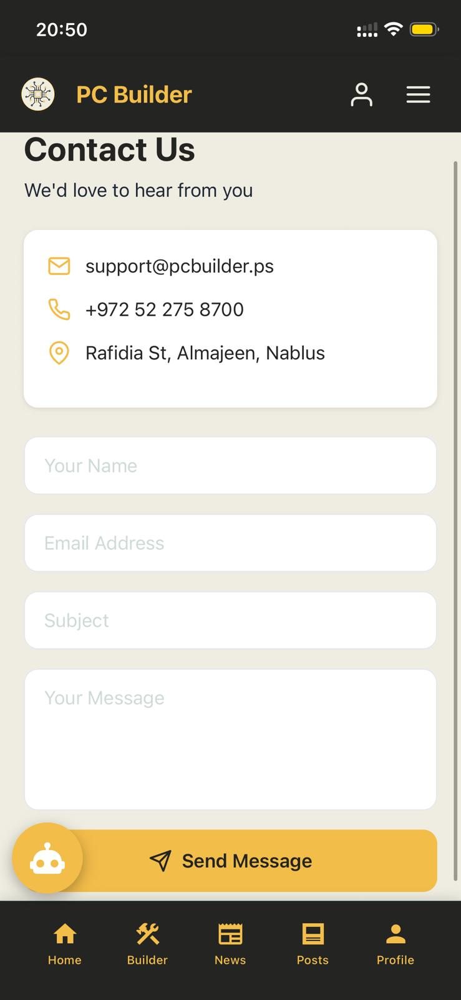 20:50
PC Builder
Contact Us
We'd love to hear from you
support@pcbuilder.ps
+972 52 275 8700
Rafidia St, Almajeen, Nablus
Your Name
Email Address
Subject
Your Message
Send Message
Home Builder News Posts Profile